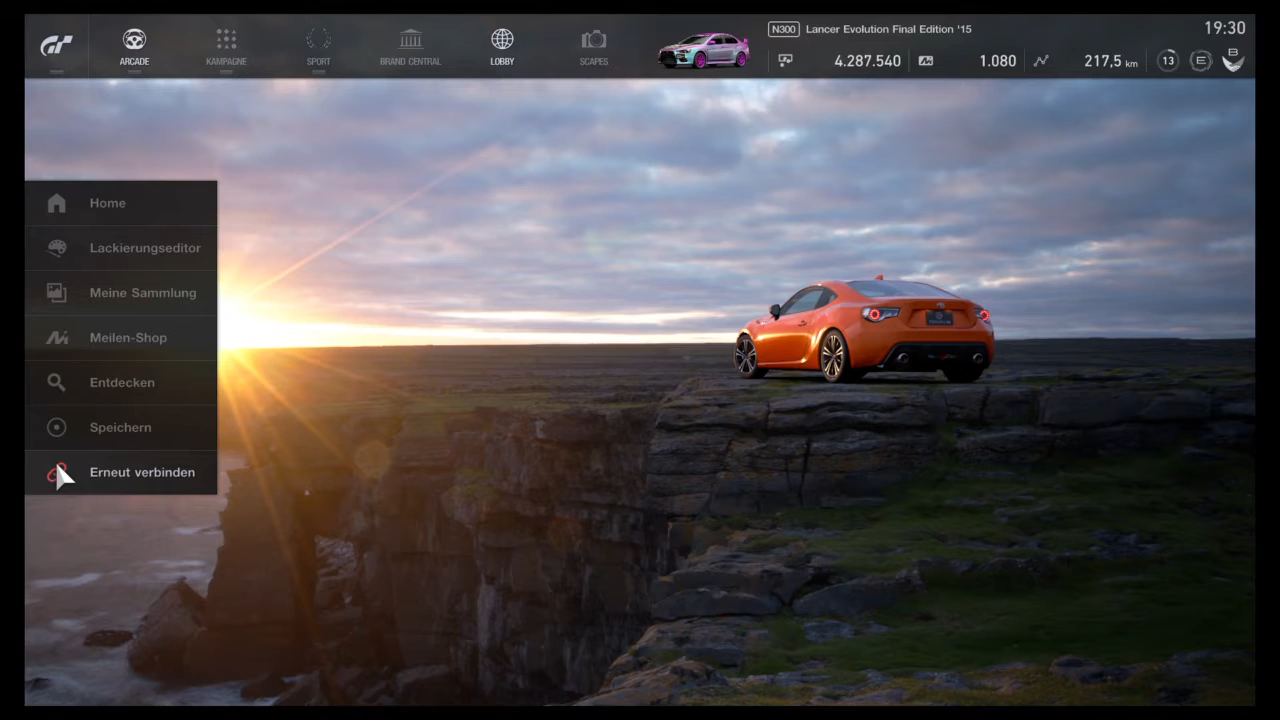 GT
ARCADE
KAMPAGNE
SPORT
BRAND CENTRAL
LOBBY
SCAPES
N300 Lancer Evolution Final Edition '15
4.287.540
1.080
217,5 km
19:30
13
E
B
Home
Lackierungseditor
Meine Sammlung
Meilen-Shop
Entdecken
Speichern
Erneut verbinden